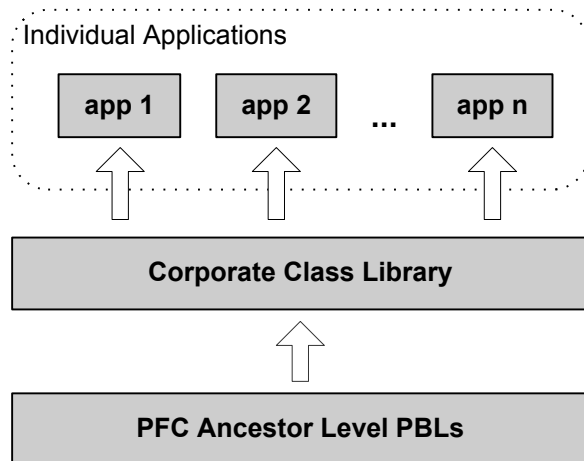 Individual Applications
app 1 app 2 ... app n
Corporate Class Library
PFC Ancestor Level PBLs